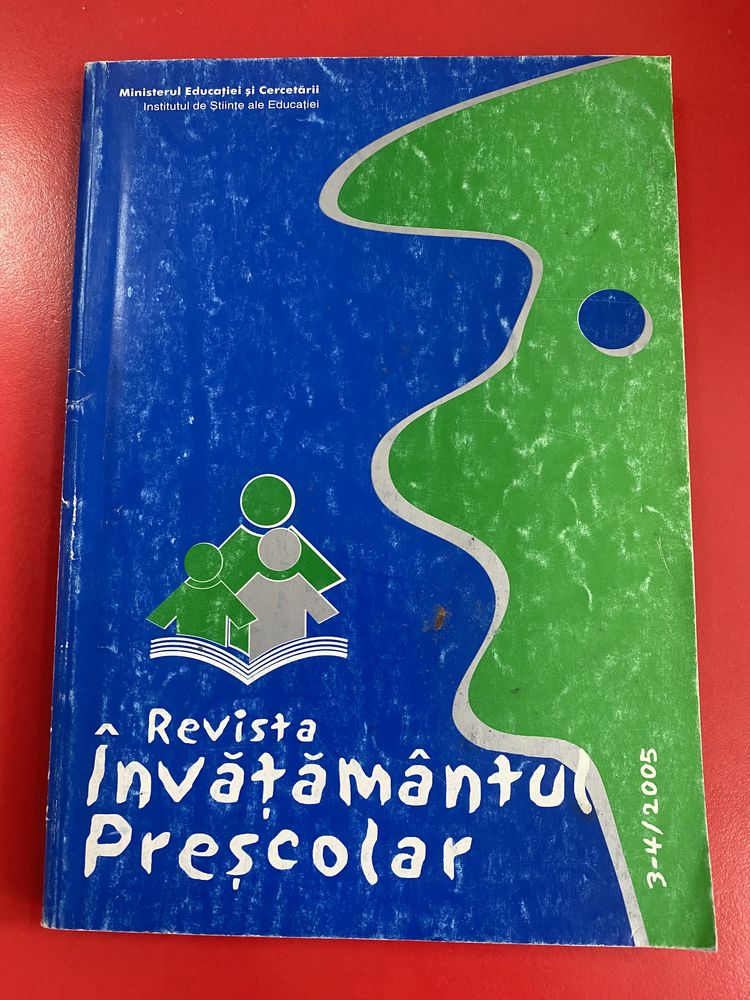 Ministerul Educației și Cercetării
Institutul de Științe ale Educației
Revista
Învățământul
Preșcolar
3-4/2005